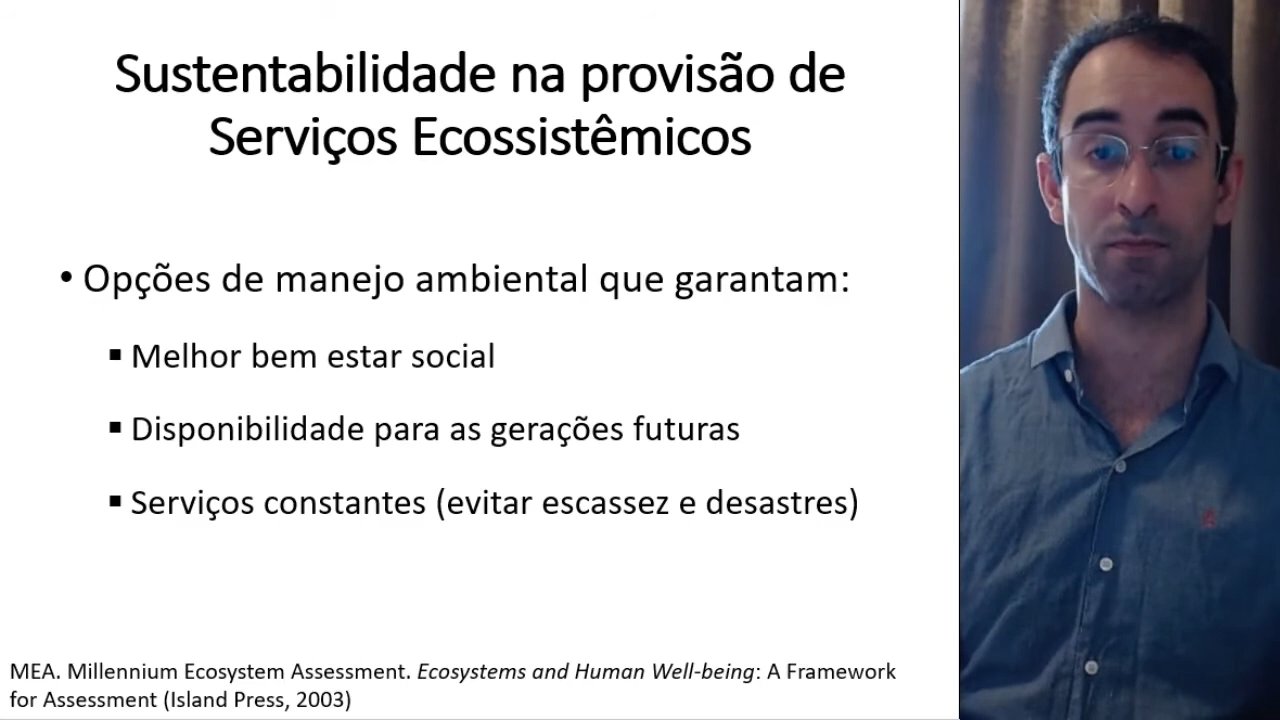 Sustentabilidade na provisão de
Serviços Ecossistêmicos
• Opções de manejo ambiental que garantam:
▪ Melhor bem estar social
▪ Disponibilidade para as gerações futuras
▪ Serviços constantes (evitar escassez e desastres)
MEA. Millennium Ecosystem Assessment. Ecosystems and Human Well-being: A Framework
for Assessment (Island Press, 2003)